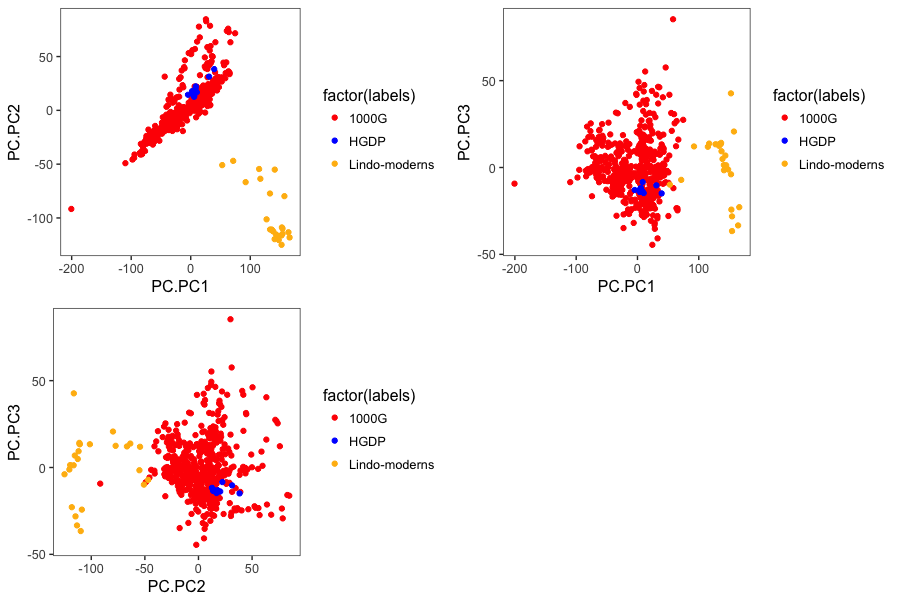 50
0
-50
-100
PC.PC2
-200
-100
0
100
PC.PC1
factor(labels)
1000G
HGDP
Lindo-moderns
50
0
-50
PC.PC3
-200
-100
0
100
PC.PC1
factor(labels)
1000G
HGDP
Lindo-moderns
50
0
-50
PC.PC3
-100
-50
0
50
PC.PC2
factor(labels)
1000G
HGDP
Lindo-moderns